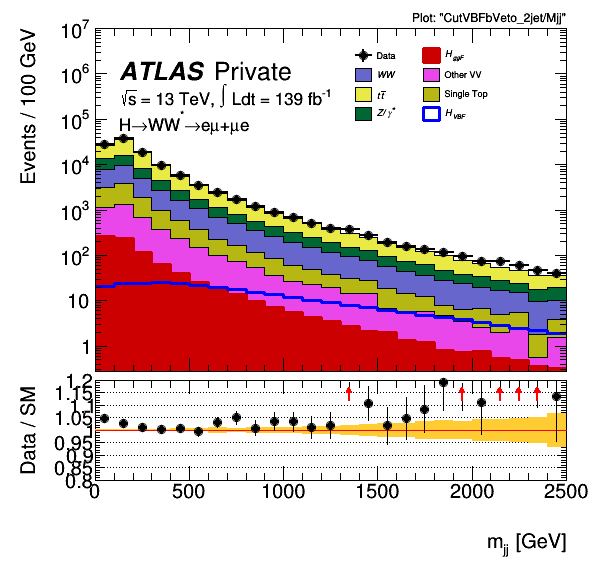 Plot: "CutVBFbVeto_2jet/Mjj"
Events / 100 GeV
10⁷
10⁶
10⁵
10⁴
10³
10²
10
1
ATLAS Private
√s = 13 TeV, ∫ Ldt = 139 fb⁻¹
H→WW*→eμ+μe
Data
H_ggF
WW
Other VV
tt̅
Single Top
Z/γ*
H_VBF
Data / SM
1.2
1.15
1.1
1.05
1
0.95
0.9
0.85
0.8
0 500 1000 1500 2000 2500
m_jj [GeV]